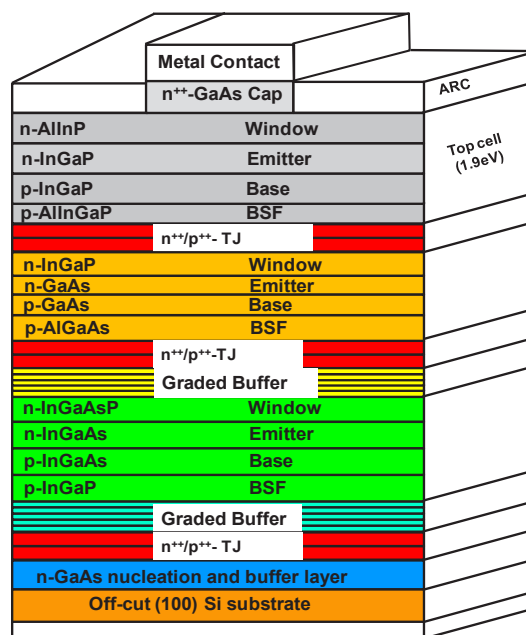 Metal Contact
n⁺⁺-GaAs Cap
ARC
n-AlInP Window
n-InGaP Emitter
p-InGaP Base
p-AlInGaP BSF
Top cell
(1.9eV)
n⁺⁺/p⁺⁺- TJ
n-InGaP Window
n-GaAs Emitter
p-GaAs Base
p-AlGaAs BSF
n⁺⁺/p⁺⁺-TJ
Graded Buffer
n-InGaAsP Window
n-InGaAs Emitter
p-InGaAs Base
p-InGaP BSF
Graded Buffer
n⁺⁺/p⁺⁺-TJ
n-GaAs nucleation and buffer layer
Off-cut (100) Si substrate